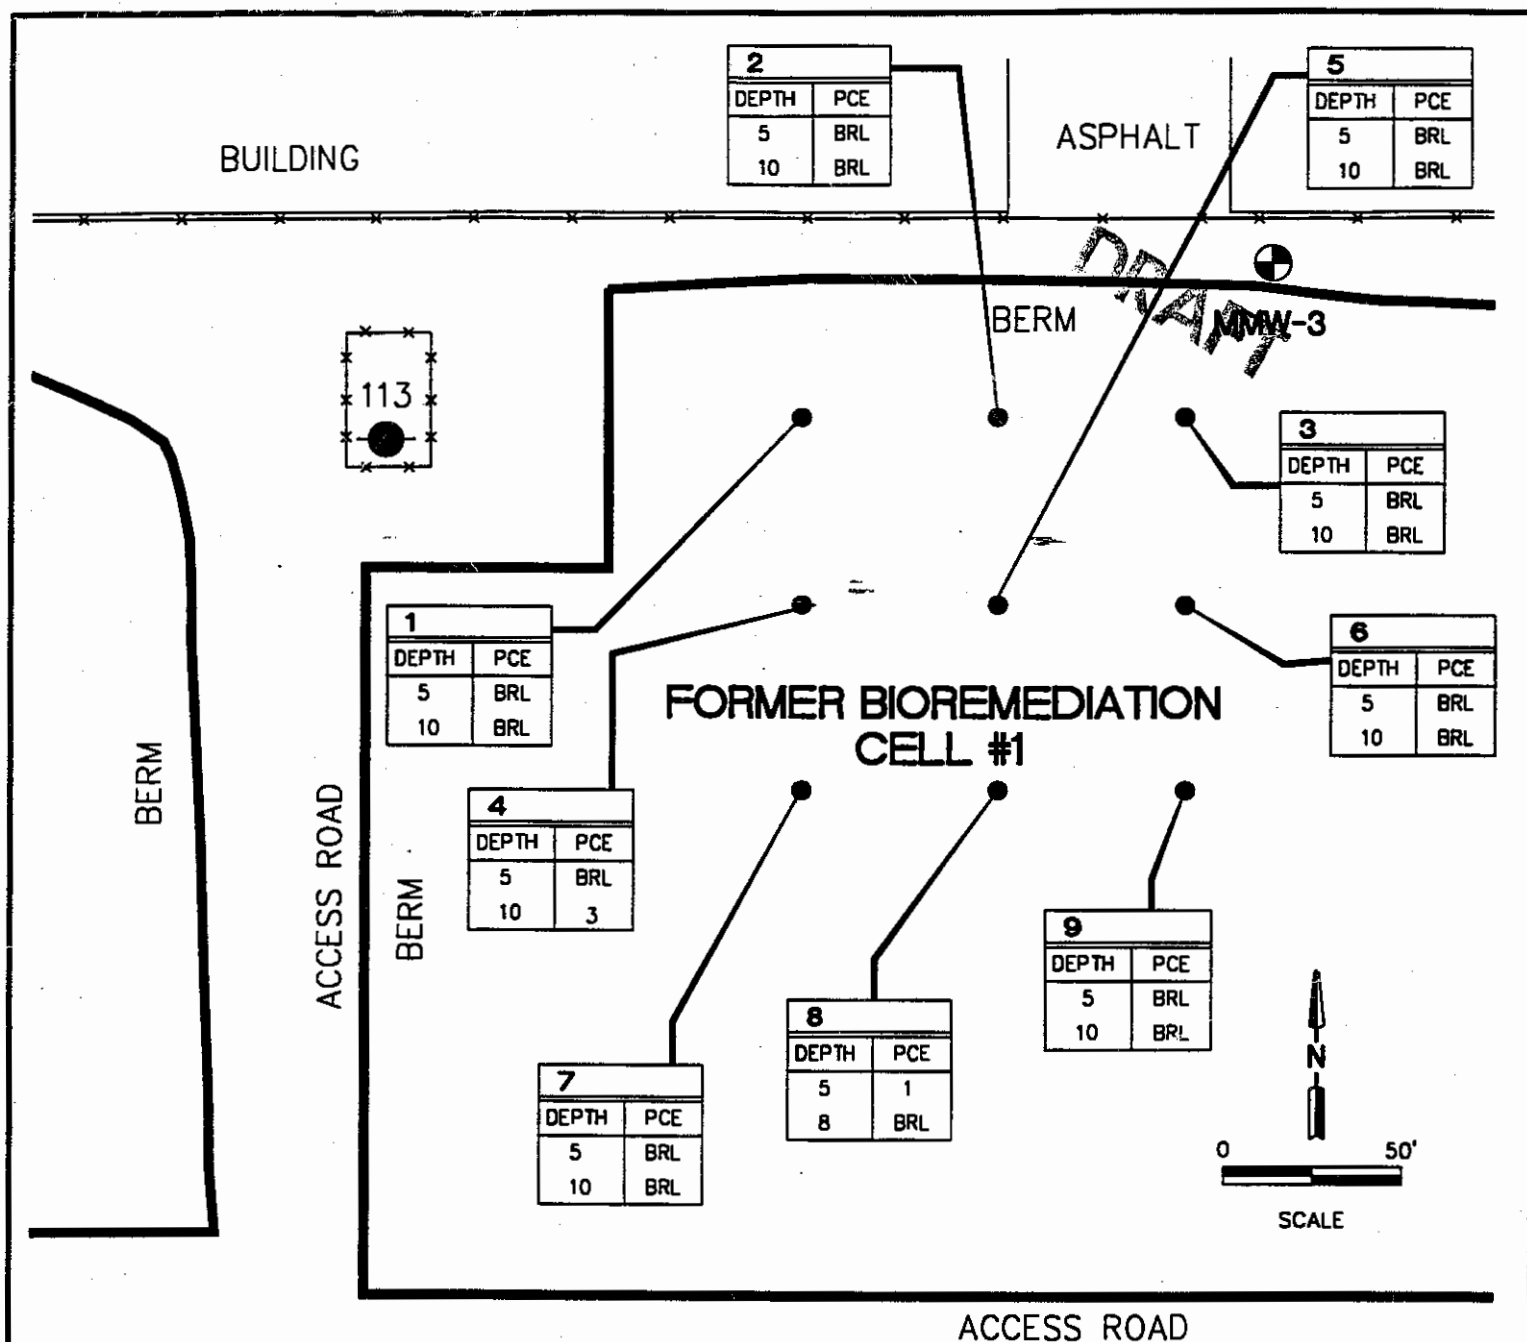 2
DEPTH PCE
5 BRL
10 BRL
5
DEPTH PCE
5 BRL
10 BRL
BUILDING
ASPHALT
DRAFT
BERM
MMW-3
113
3
DEPTH PCE
5 BRL
10 BRL
1
DEPTH PCE
5 BRL
10 BRL
6
DEPTH PCE
5 BRL
10 BRL
FORMER BIOREMEDIATION
CELL #1
BERM
ACCESS ROAD
BERM
4
DEPTH PCE
5 BRL
10 3
9
DEPTH PCE
5 BRL
10 BRL
8
DEPTH PCE
5 1
8 BRL
7
DEPTH PCE
5 BRL
10 BRL
N
0 50'
SCALE
ACCESS ROAD